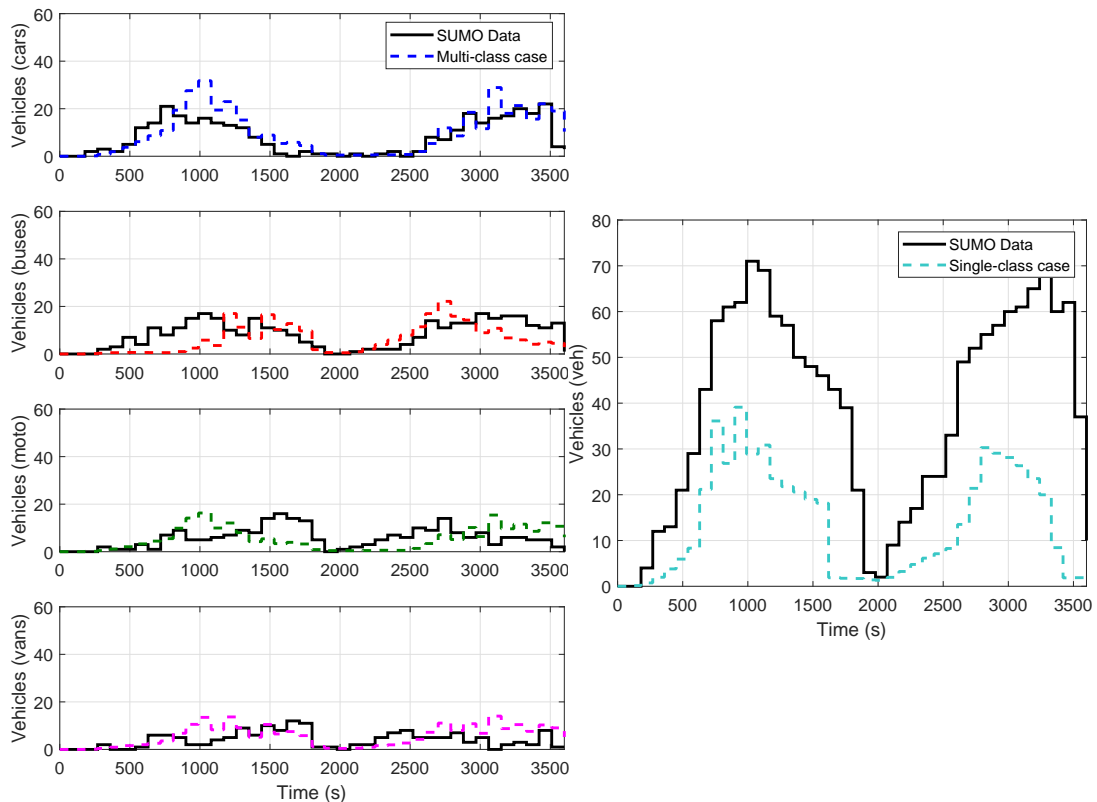 60
40
20
0
Vehicles (cars)
SUMO Data
Multi-class case
0 500 1000 1500 2000 2500 3000 3500
60
40
20
0
Vehicles (buses)
0 500 1000 1500 2000 2500 3000 3500
60
40
20
0
Vehicles (moto)
0 500 1000 1500 2000 2500 3000 3500
60
40
20
0
Vehicles (vans)
0 500 1000 1500 2000 2500 3000 3500
Time (s)
80
70
60
50
40
30
20
10
0
Vehicles (veh)
SUMO Data
Single-class case
0 500 1000 1500 2000 2500 3000 3500
Time (s)